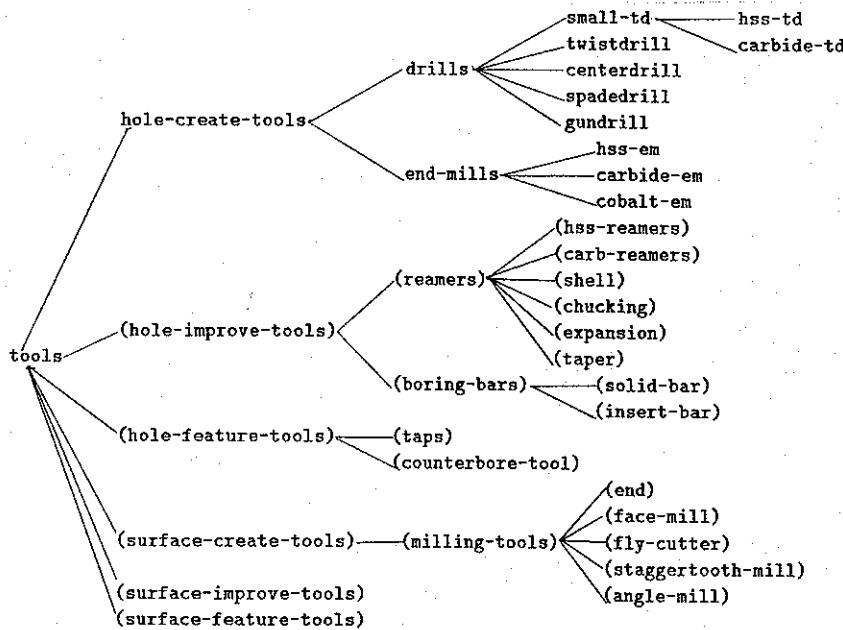 small-td hss-td
carbide-td
twistdrill
drills centerdrill
spadedrill
hole-create-tools gundrill
hss-em
end-mills carbide-em
cobalt-em
(hss-reamers)
(carb-reamers)
(reamers) (shell)
(chucking)
(hole-improve-tools) (expansion)
tools (taper)
(boring-bars) (solid-bar)
(insert-bar)
(hole-feature-tools) (taps)
(counterbore-tool)
(end)
(face-mill)
(surface-create-tools) (milling-tools) (fly-cutter)
(staggertooth-mill)
(surface-improve-tools) (angle-mill)
(surface-feature-tools)